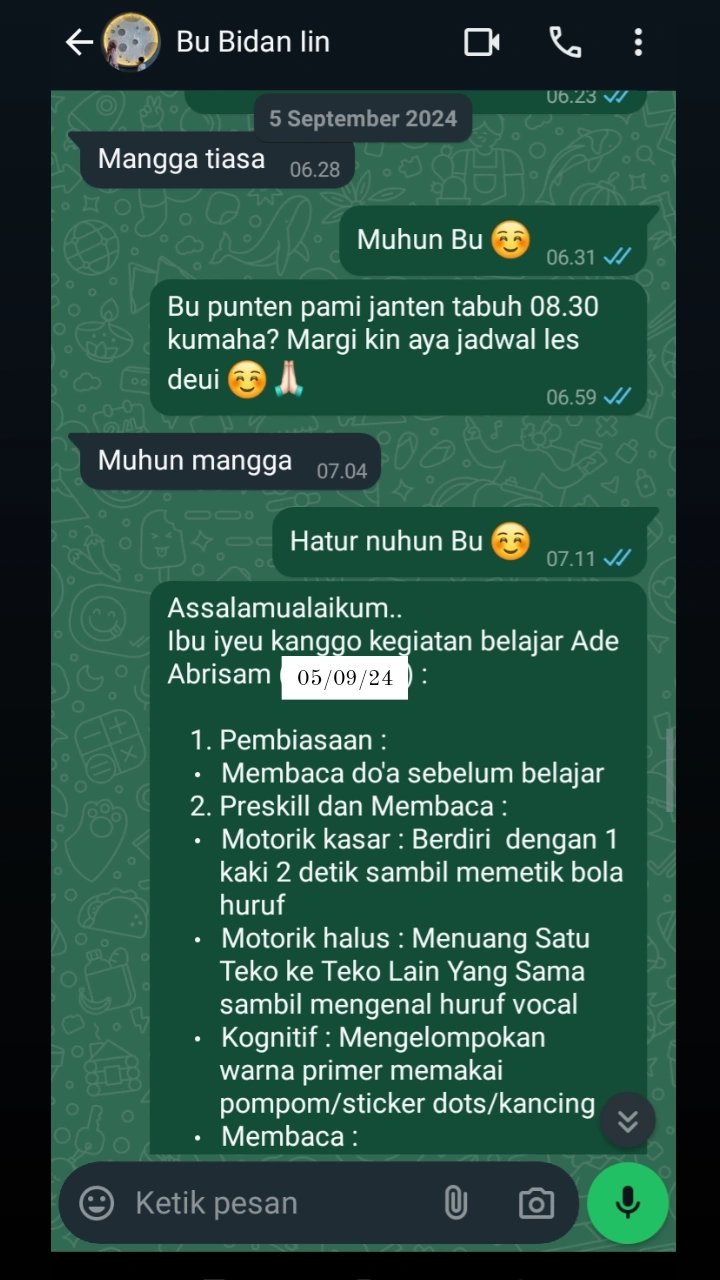 Bu Bidan Iin
06.23
5 September 2024
Mangga tiasa 06.28
Muhun Bu 😊 06.31
Bu punten pami janten tabuh 08.30
kumaha? Margi kin aya jadwal les
deui 😊🙏🏻 06.59
Muhun mangga 07.04
Hatur nuhun Bu 😊 07.11
Assalamualaikum..
Ibu iyeu kanggo kegiatan belajar Ade
Abrisam (05/09/24) :
1. Pembiasaan :
• Membaca do'a sebelum belajar
2. Preskill dan Membaca :
• Motorik kasar : Berdiri dengan 1
kaki 2 detik sambil memetik bola
huruf
• Motorik halus : Menuang Satu
Teko ke Teko Lain Yang Sama
sambil mengenal huruf vocal
• Kognitif : Mengelompokan
warna primer memakai
pompom/sticker dots/kancing
• Membaca :
Ketik pesan